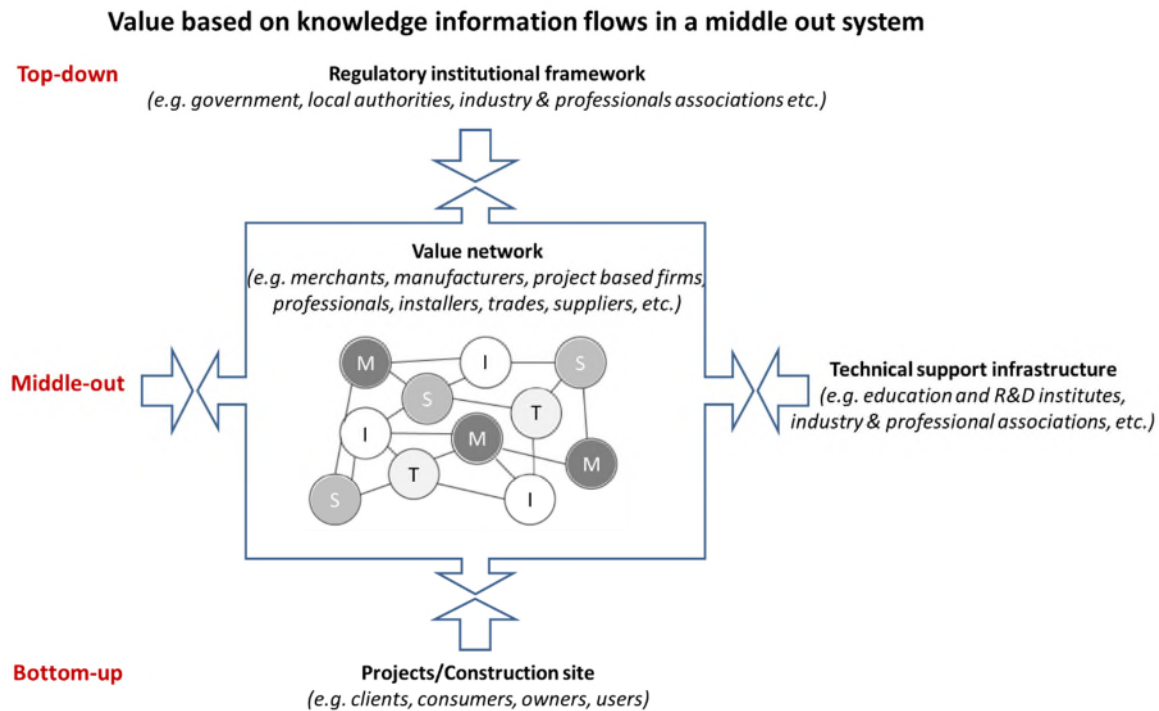 Value based on knowledge information flows in a middle out system
Top-down
Regulatory institutional framework
(e.g. government, local authorities, industry & professionals associations etc.)
Value network
(e.g. merchants, manufacturers, project based firms,
professionals, installers, trades, suppliers, etc.)
M
I
S
S
T
I
M
M
T
S
I
Middle-out
Technical support infrastructure
(e.g. education and R&D institutes,
industry & professional associations, etc.)
Bottom-up
Projects/Construction site
(e.g. clients, consumers, owners, users)